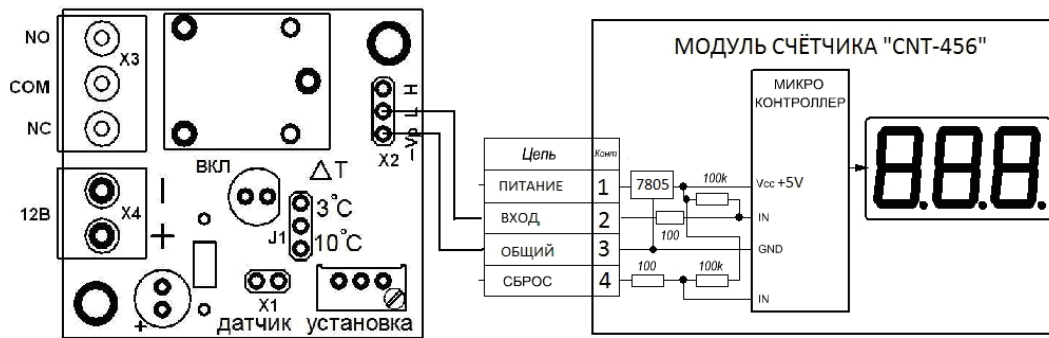 NO
COM
NC
X3
12В
X4
−
+
ВКЛ
ΔT
3°C
10°C
J1
X1
датчик
установка
+
H
L
−Vp
X2
МОДУЛЬ СЧЁТЧИКА "CNT-456"
Цепь Конт
ПИТАНИЕ 1
ВХОД 2
ОБЩИЙ 3
СБРОС 4
7805
100k
100
100
100k
МИКРО
КОНТРОЛЛЕР
Vcc +5V
IN
GND
IN
8.8.8.